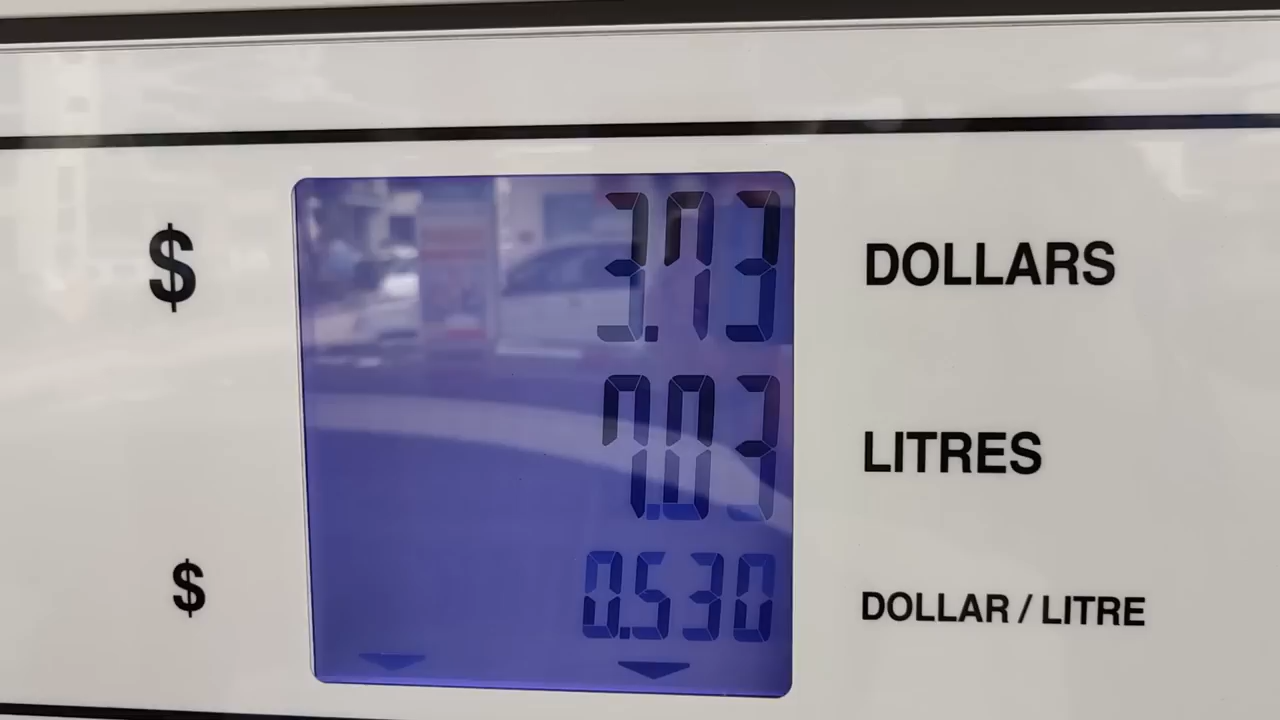 $ 3.73 DOLLARS
7.03 LITRES
$ 0.530 DOLLAR / LITRE